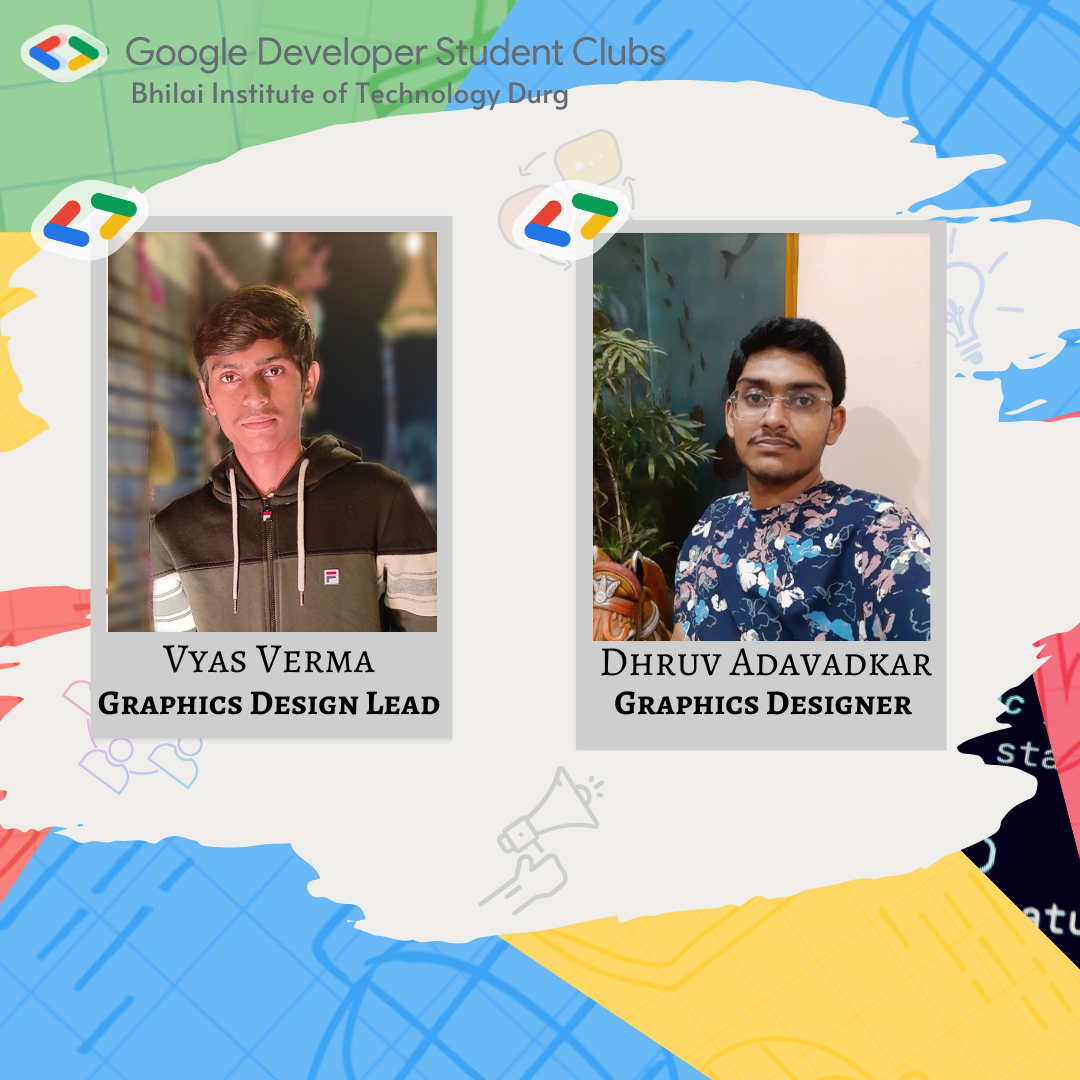 Google Developer Student Clubs
Bhilai Institute of Technology Durg
Vyas Verma
Graphics Design Lead
Dhruv Adavadkar
Graphics Designer